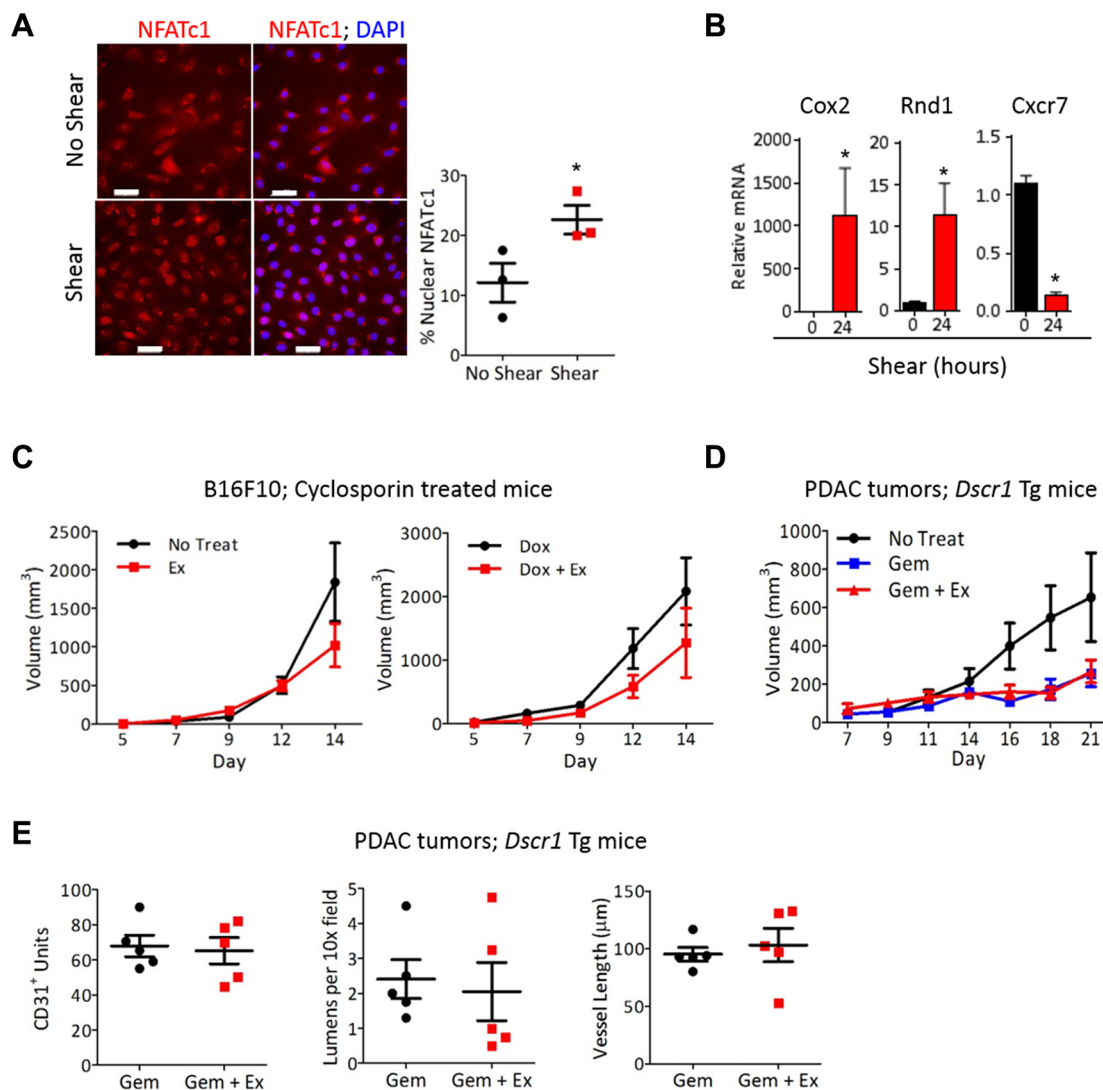 A
NFATc1
NFATc1; DAPI
No Shear
Shear
% Nuclear NFATc1
30
20
10
0
*
No Shear
Shear
B
Cox2
Rnd1
Cxcr7
Relative mRNA
2000
1500
1000
500
0
*
0
24
20
15
10
5
0
*
0
24
1.5
1.0
0.5
0.0
*
0
24
Shear (hours)
C
B16F10; Cyclosporin treated mice
Volume (mm³)
2500
2000
1500
1000
500
0
No Treat
Ex
5 7 9 12 14
Day
Volume (mm³)
3000
2000
1000
0
Dox
Dox + Ex
5 7 9 12 14
Day
D
PDAC tumors; Dscr1 Tg mice
Volume (mm³)
1000
800
600
400
200
0
No Treat
Gem
Gem + Ex
7 9 11 14 16 18 21
Day
E
PDAC tumors; Dscr1 Tg mice
CD31⁺ Units
100
80
60
40
20
0
Gem
Gem + Ex
Lumens per 10x field
5
4
3
2
1
0
Gem
Gem + Ex
Vessel Length (μm)
150
100
50
0
Gem
Gem + Ex